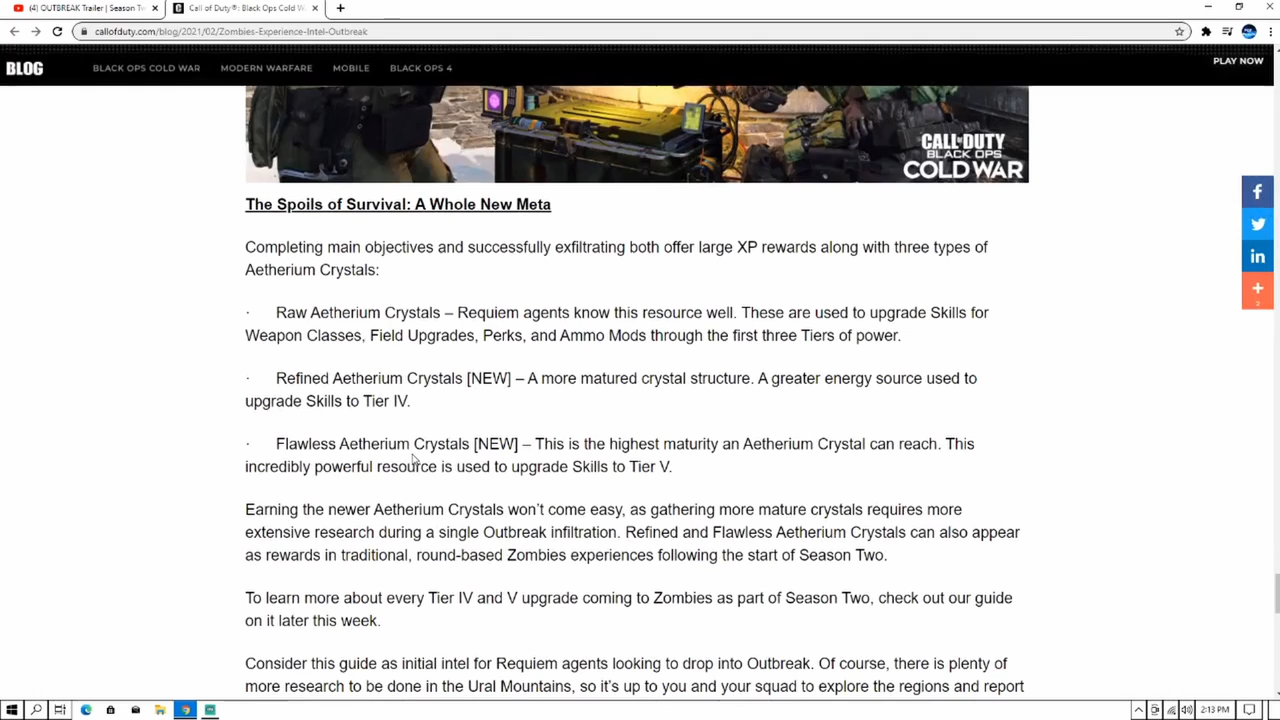 (4) OUTBREAK Trailer | Season Tw
Call of Duty®: Black Ops Cold W
callofduty.com/blog/2021/02/Zombies-Experience-Intel-Outbreak
BLOG
BLACK OPS COLD WAR
MODERN WARFARE
MOBILE
BLACK OPS 4
PLAY NOW
CALL OF DUTY
BLACK OPS
COLD WAR
The Spoils of Survival: A Whole New Meta
Completing main objectives and successfully exfiltrating both offer large XP rewards along with three types of
Aetherium Crystals:
· Raw Aetherium Crystals – Requiem agents know this resource well. These are used to upgrade Skills for
Weapon Classes, Field Upgrades, Perks, and Ammo Mods through the first three Tiers of power.
· Refined Aetherium Crystals [NEW] – A more matured crystal structure. A greater energy source used to
upgrade Skills to Tier IV.
· Flawless Aetherium Crystals [NEW] – This is the highest maturity an Aetherium Crystal can reach. This
incredibly powerful resource is used to upgrade Skills to Tier V.
Earning the newer Aetherium Crystals won't come easy, as gathering more mature crystals requires more
extensive research during a single Outbreak infiltration. Refined and Flawless Aetherium Crystals can also appear
as rewards in traditional, round-based Zombies experiences following the start of Season Two.
To learn more about every Tier IV and V upgrade coming to Zombies as part of Season Two, check out our guide
on it later this week.
Consider this guide as initial intel for Requiem agents looking to drop into Outbreak. Of course, there is plenty of
more research to be done in the Ural Mountains, so it's up to you and your squad to explore the regions and report
2:13 PM